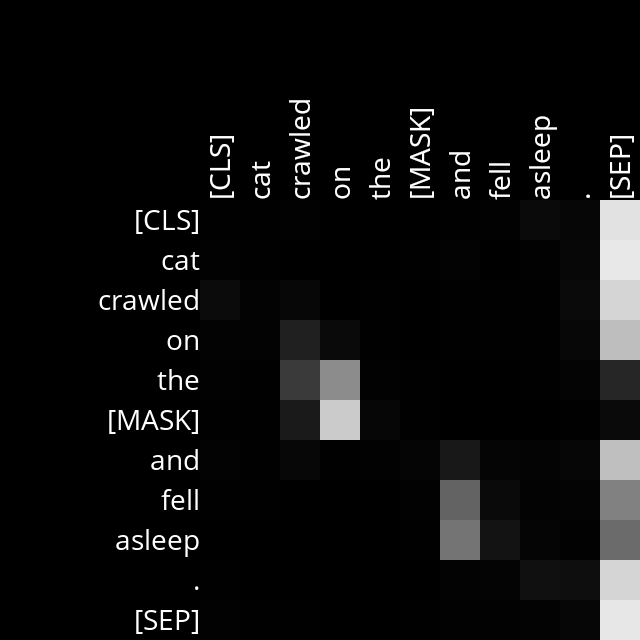 [CLS] cat crawled on the [MASK] and fell asleep . [SEP]
[CLS]
cat
crawled
on
the
[MASK]
and
fell
asleep
.
[SEP]